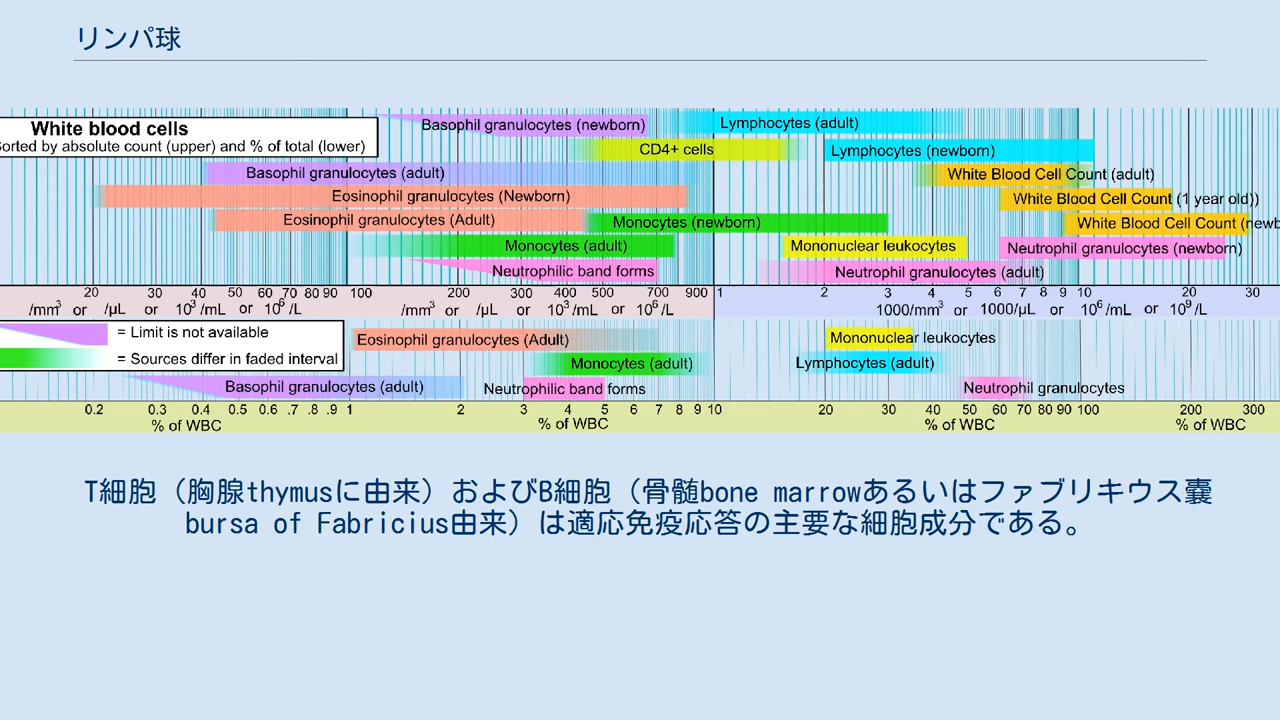 リンパ球
White blood cells
Sorted by absolute count (upper) and % of total (lower)
Basophil granulocytes (newborn)
Lymphocytes (adult)
CD4+ cells
Lymphocytes (newborn)
Basophil granulocytes (adult)
White Blood Cell Count (adult)
Eosinophil granulocytes (Newborn)
White Blood Cell Count (1 year old))
Eosinophil granulocytes (Adult)
Monocytes (newborn)
White Blood Cell Count (newb
Monocytes (adult)
Mononuclear leukocytes
Neutrophil granulocytes (newborn)
Neutrophilic band forms
Neutrophil granulocytes (adult)
20 30 40 50 60 70 80 90 100 200 300 400 500 700 900 1 2 3 4 5 6 7 8 9 10 20 30
/mm³ or /µL or 10³/mL or 10⁶/L /mm³ or /µL or 10³/mL or 10⁶/L 1000/mm³ or 1000/µL or 10⁶/mL or 10⁹/L
= Limit is not available
= Sources differ in faded interval
Eosinophil granulocytes (Adult)
Mononuclear leukocytes
Monocytes (adult)
Lymphocytes (adult)
Basophil granulocytes (adult)
Neutrophilic band forms
Neutrophil granulocytes
0.2 0.3 0.4 0.5 0.6 .7 .8 .9 1 2 3 4 5 6 7 8 9 10 20 30 40 50 60 70 80 90 100 200 300
% of WBC % of WBC % of WBC % of WBC
T細胞（胸腺thymusに由来）およびB細胞（骨髄bone marrowあるいはファブリキウス嚢
bursa of Fabricius由来）は適応免疫応答の主要な細胞成分である。